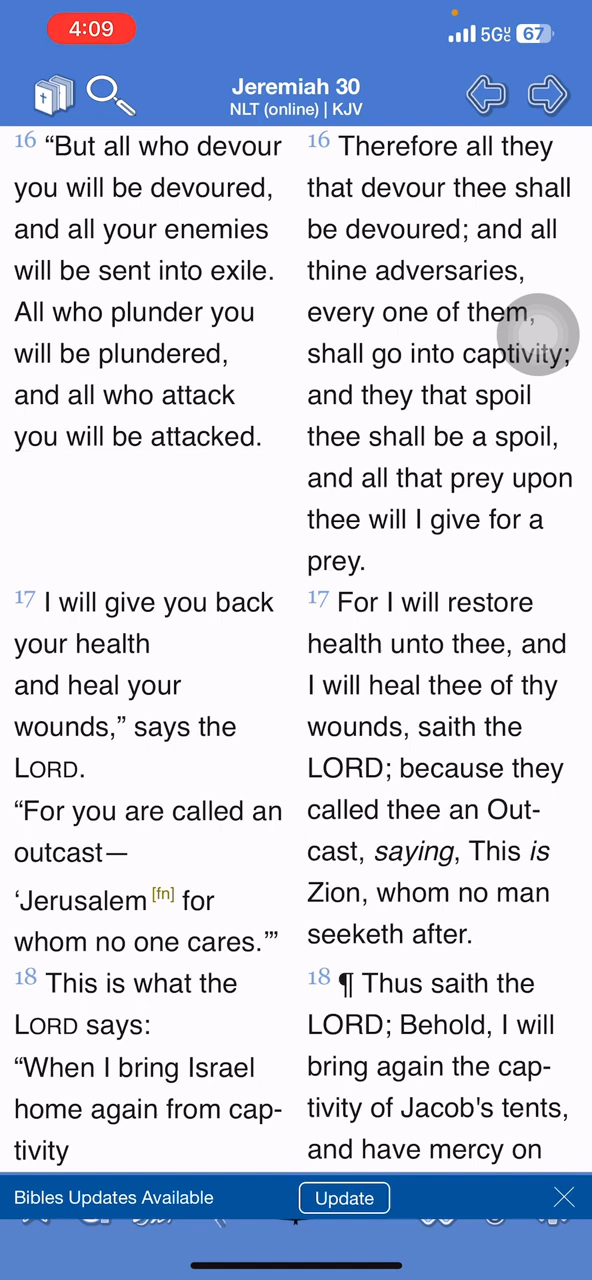 4:09
5G
67
Jeremiah 30
NLT (online) | KJV
16 “But all who devour
you will be devoured,
and all your enemies
will be sent into exile.
All who plunder you
will be plundered,
and all who attack
you will be attacked.
17 I will give you back
your health
and heal your
wounds,” says the
LORD.
“For you are called an
outcast—
‘Jerusalem [fn] for
whom no one cares.’”
18 This is what the
LORD says:
“When I bring Israel
home again from cap-
tivity
16 Therefore all they
that devour thee shall
be devoured; and all
thine adversaries,
every one of them,
shall go into captivity;
and they that spoil
thee shall be a spoil,
and all that prey upon
thee will I give for a
prey.
17 For I will restore
health unto thee, and
I will heal thee of thy
wounds, saith the
LORD; because they
called thee an Out-
cast, saying, This is
Zion, whom no man
seeketh after.
18 ¶ Thus saith the
LORD; Behold, I will
bring again the cap-
tivity of Jacob's tents,
and have mercy on
Bibles Updates Available
Update